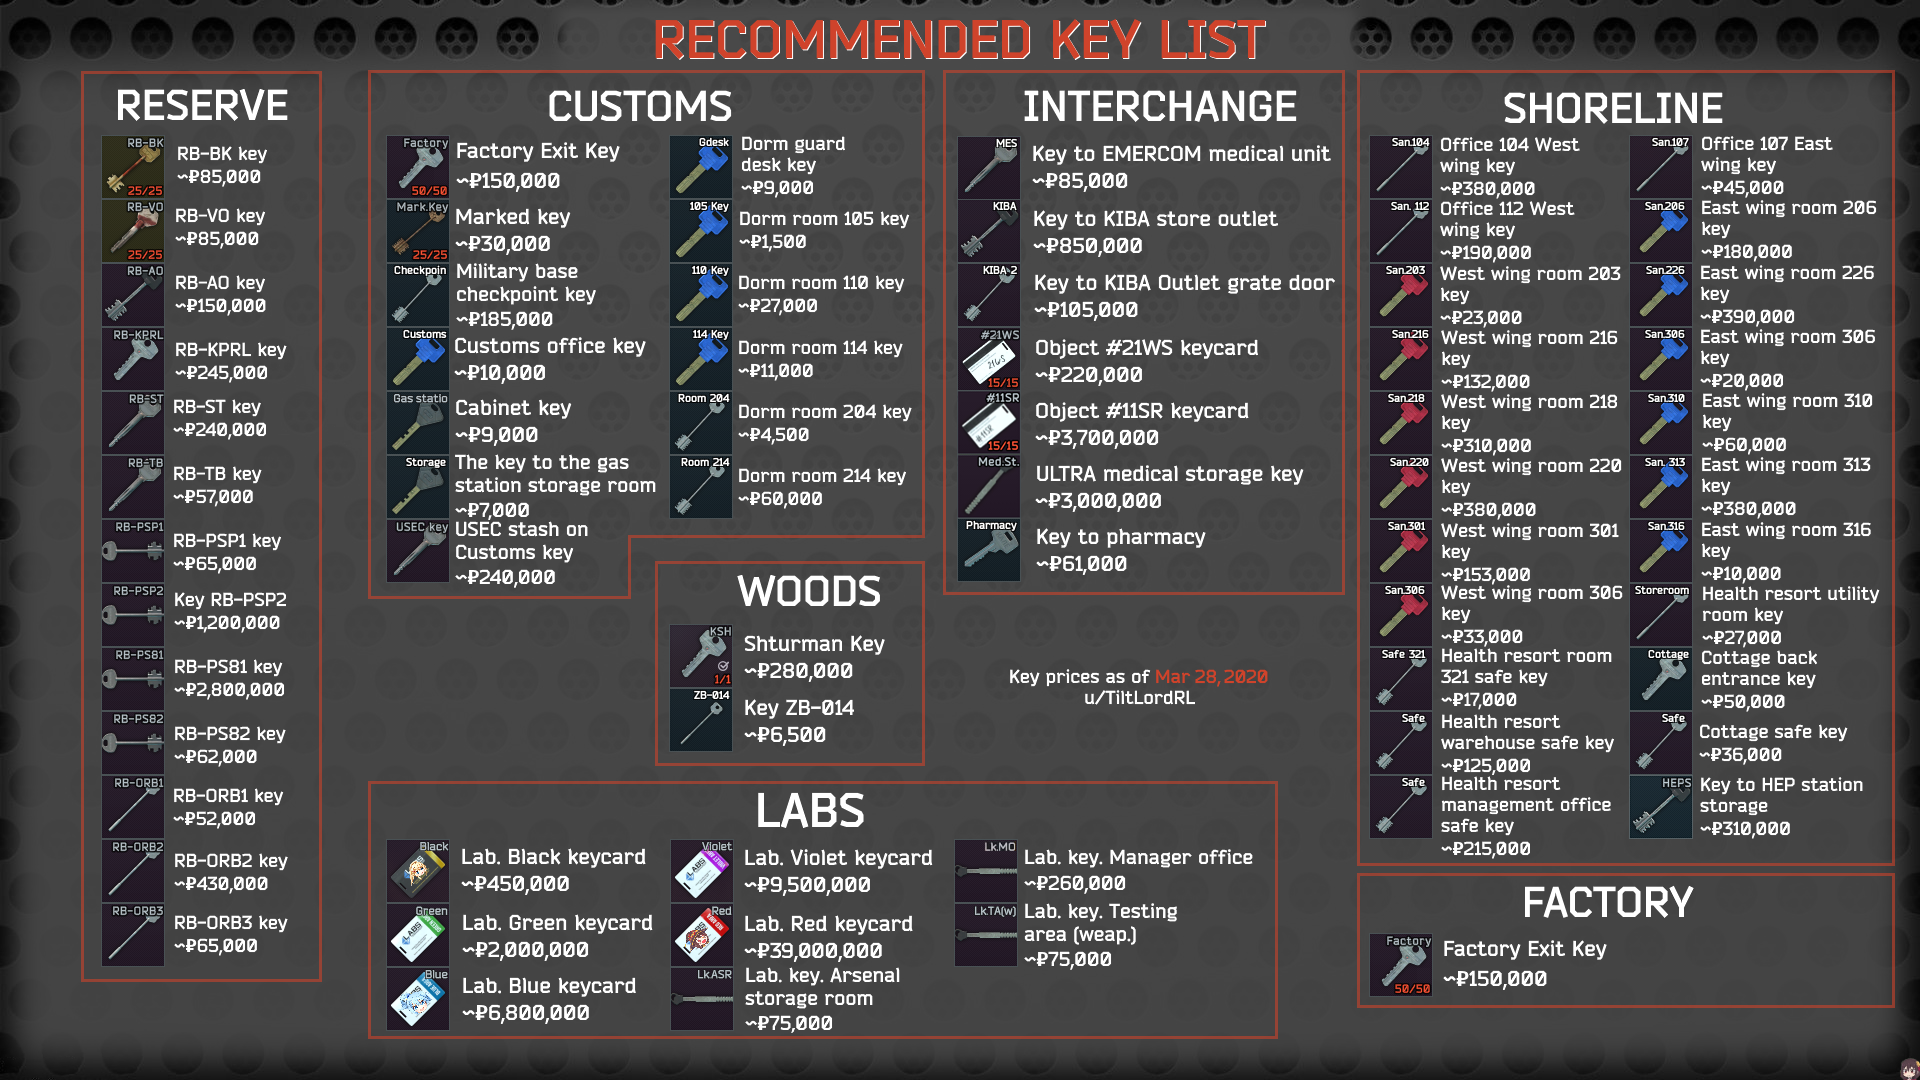 RECOMMENDED KEY LIST
RESERVE
RB-BK
25/25
RB-BK key
~₽85,000
RB-VO
25/25
RB-VO key
~₽85,000
RB-AO
RB-AO key
~₽150,000
RB-KPRL
RB-KPRL key
~₽245,000
RB-ST
RB-ST key
~₽240,000
RB-TB
RB-TB key
~₽57,000
RB-PSP1
RB-PSP1 key
~₽65,000
RB-PSP2
Key RB-PSP2
~₽1,200,000
RB-PS81
RB-PS81 key
~₽2,800,000
RB-PS82
RB-PS82 key
~₽62,000
RB-ORB1
RB-ORB1 key
~₽52,000
RB-ORB2
RB-ORB2 key
~₽430,000
RB-ORB3
RB-ORB3 key
~₽65,000
CUSTOMS
Factory
50/50
Factory Exit Key
~₽150,000
Mark.Key
25/25
Marked key
~₽30,000
Checkpoin
Military base
checkpoint key
~₽185,000
Customs
Customs office key
~₽10,000
Gas statio
Cabinet key
~₽9,000
Storage
The key to the gas
station storage room
~₽7,000
USEC key
USEC stash on
Customs key
~₽240,000
Gdesk
Dorm guard
desk key
~₽9,000
105 Key
Dorm room 105 key
~₽1,500
110 Key
Dorm room 110 key
~₽27,000
114 Key
Dorm room 114 key
~₽11,000
Room 204
Dorm room 204 key
~₽4,500
Room 214
Dorm room 214 key
~₽60,000
WOODS
KSH
1/1
Shturman Key
~₽280,000
ZB-014
Key ZB-014
~₽6,500
INTERCHANGE
MES
Key to EMERCOM medical unit
~₽85,000
KIBA
Key to KIBA store outlet
~₽850,000
KIBA-2
Key to KIBA Outlet grate door
~₽105,000
#21WS
21WS
15/15
Object #21WS keycard
~₽220,000
#11SR
#11SR
15/15
Object #11SR keycard
~₽3,700,000
Med.St.
ULTRA medical storage key
~₽3,000,000
Pharmacy
Key to pharmacy
~₽61,000
Key prices as of Mar 28, 2020
u/TiltLordRL
LABS
Black
Lab. Black keycard
~₽450,000
Green
LABS
Lab. Green keycard
~₽2,000,000
Blue
Lab. Blue keycard
~₽6,800,000
Violet
LABS
Lab. Violet keycard
~₽9,500,000
Red
Lab. Red keycard
~₽39,000,000
Lk.ASR
Lab. key. Arsenal
storage room
~₽75,000
Lk.MO
Lab. key. Manager office
~₽260,000
Lk.TA(w)
Lab. key. Testing
area (weap.)
~₽75,000
SHORELINE
San.104
Office 104 West
wing key
~₽380,000
San. 112
Office 112 West
wing key
~₽190,000
San.203
West wing room 203
key
~₽23,000
San.216
West wing room 216
key
~₽132,000
San.218
West wing room 218
key
~₽310,000
San.220
West wing room 220
key
~₽380,000
San.301
West wing room 301
key
~₽153,000
San.306
West wing room 306
key
~₽33,000
Safe 321
Health resort room
321 safe key
~₽17,000
Safe
Health resort
warehouse safe key
~₽125,000
Safe
Health resort
management office
safe key
~₽215,000
San.107
Office 107 East
wing key
~₽45,000
San.206
East wing room 206
key
~₽180,000
San.226
East wing room 226
key
~₽390,000
San.306
East wing room 306
key
~₽20,000
San.310
East wing room 310
key
~₽60,000
San. 313
East wing room 313
key
~₽380,000
San.316
East wing room 316
key
~₽10,000
Storeroom
Health resort utility
room key
~₽27,000
Cottage
Cottage back
entrance key
~₽50,000
Safe
Cottage safe key
~₽36,000
HEPS
Key to HEP station
storage
~₽310,000
FACTORY
Factory
50/50
Factory Exit Key
~₽150,000